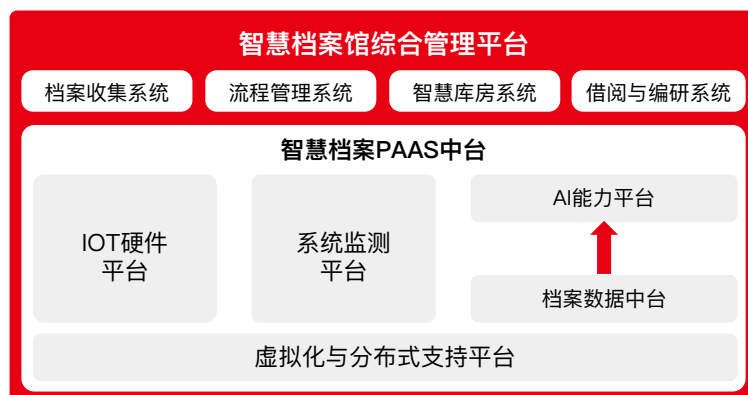 智慧档案馆综合管理平台
档案收集系统
流程管理系统
智慧库房系统
借阅与编研系统
智慧档案PAAS中台
IOT硬件
平台
系统监测
平台
AI能力平台
档案数据中台
虚拟化与分布式支持平台